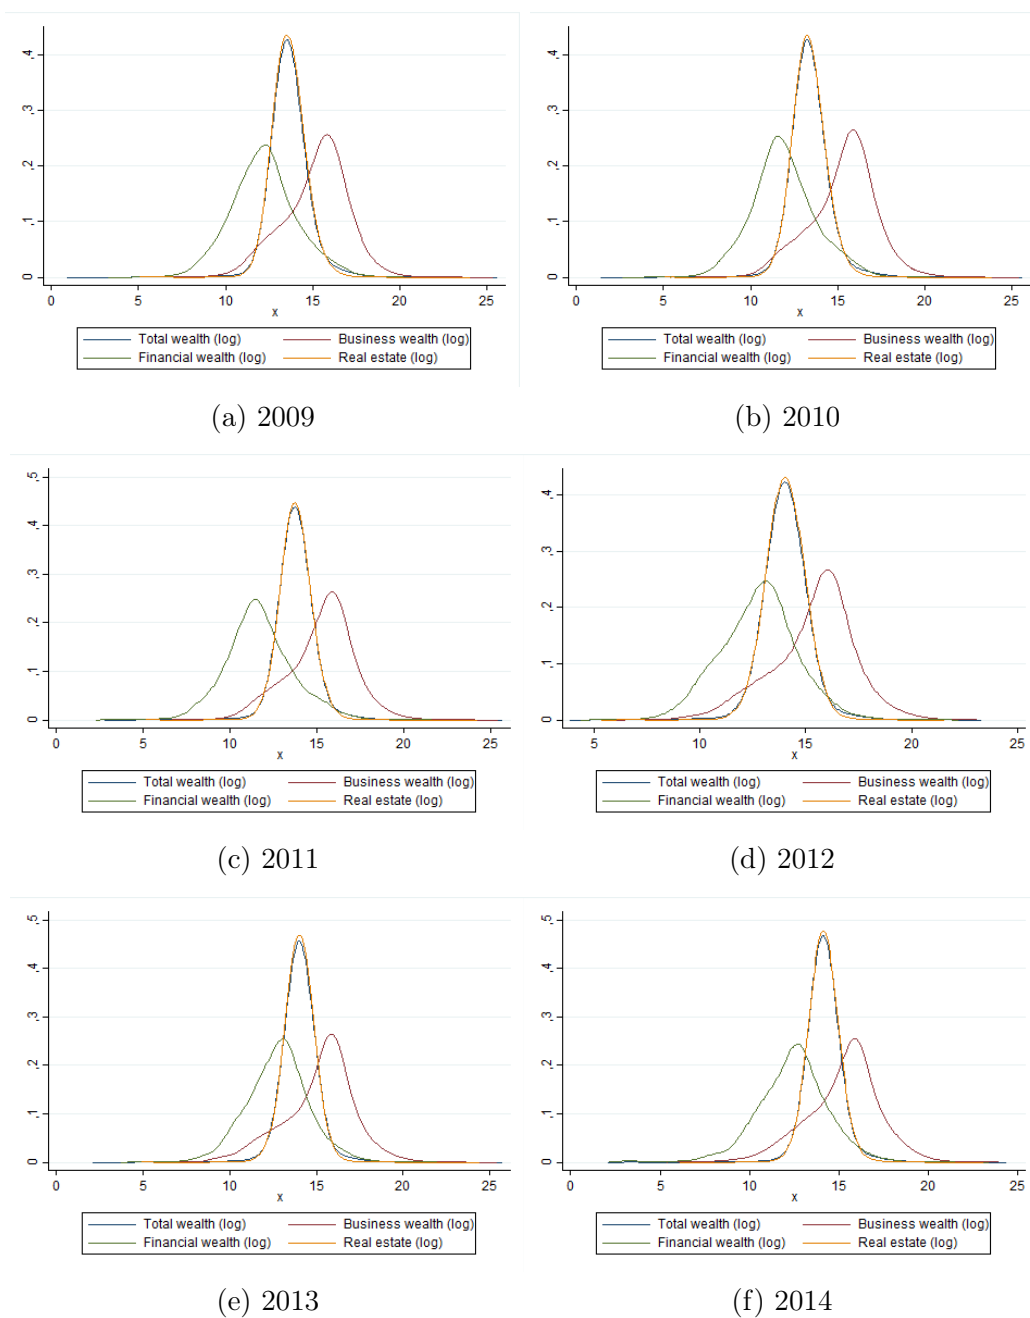 ,4
,3
,2
,1
0
0 5 10 15 20 25
x
Total wealth (log) Business wealth (log)
Financial wealth (log) Real estate (log)
(a) 2009
,4
,3
,2
,1
0
0 5 10 15 20 25
x
Total wealth (log) Business wealth (log)
Financial wealth (log) Real estate (log)
(b) 2010
,5
,4
,3
,2
,1
0
0 5 10 15 20 25
x
Total wealth (log) Business wealth (log)
Financial wealth (log) Real estate (log)
(c) 2011
,4
,3
,2
,1
0
5 10 15 20 25
x
Total wealth (log) Business wealth (log)
Financial wealth (log) Real estate (log)
(d) 2012
,5
,4
,3
,2
,1
0
0 5 10 15 20 25
x
Total wealth (log) Business wealth (log)
Financial wealth (log) Real estate (log)
(e) 2013
,5
,4
,3
,2
,1
0
0 5 10 15 20 25
x
Total wealth (log) Business wealth (log)
Financial wealth (log) Real estate (log)
(f) 2014